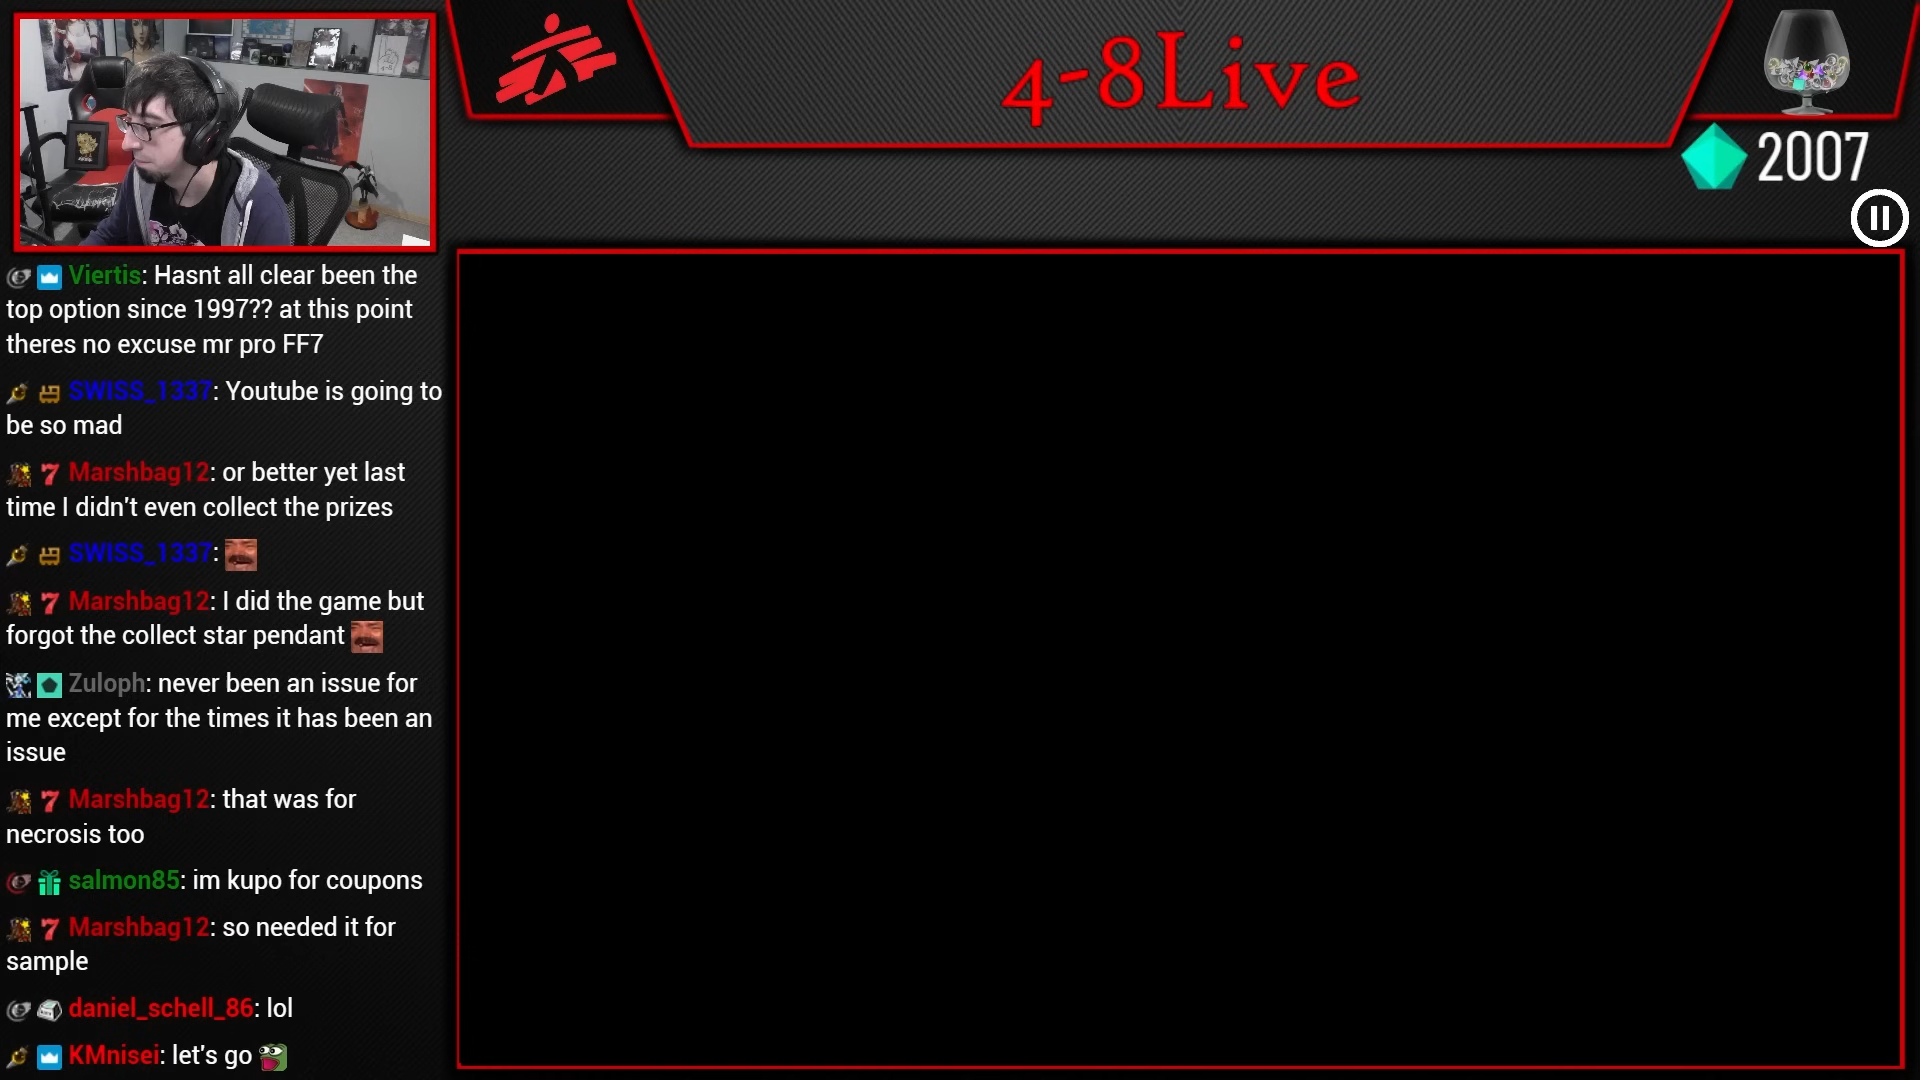 4-8Live
2007
Viertis: Hasnt all clear been the
top option since 1997?? at this point
theres no excuse mr pro FF7
SWISS_1337: Youtube is going to
be so mad
7 Marshbag12: or better yet last
time I didn't even collect the prizes
SWISS_1337:
7 Marshbag12: I did the game but
forgot the collect star pendant
Zuloph: never been an issue for
me except for the times it has been an
issue
7 Marshbag12: that was for
necrosis too
salmon85: im kupo for coupons
7 Marshbag12: so needed it for
sample
daniel_schell_86: lol
KMnisei: let's go